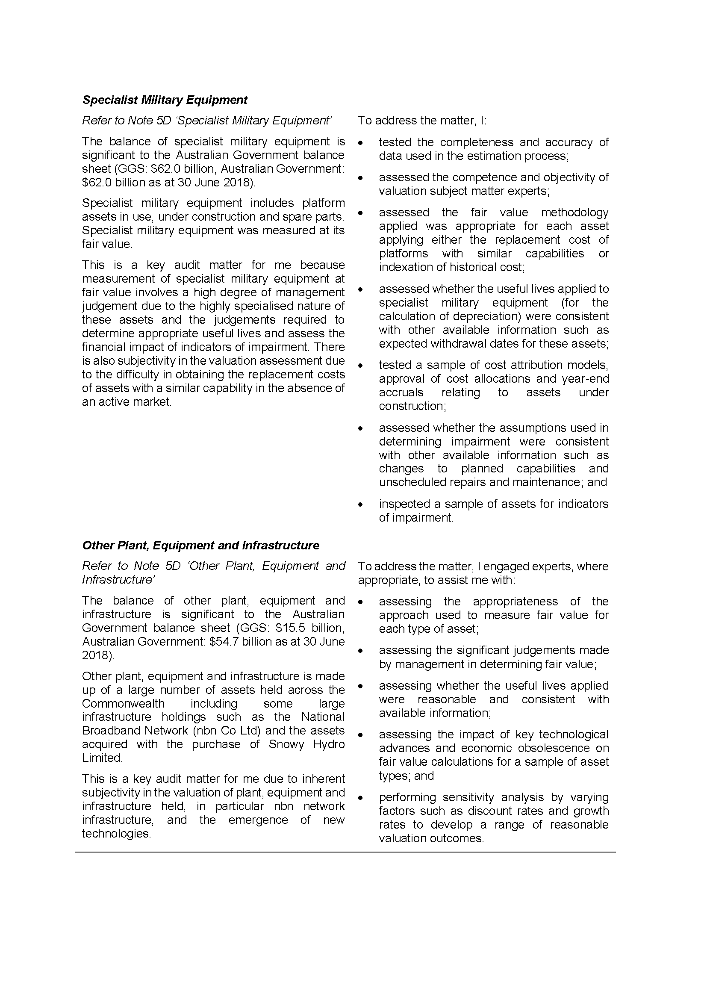 Specialist Military Equipment
Refer to Note 5D ‘Specialist Military Equipment’
The balance of specialist military equipment is
significant to the Australian Government balance
sheet (GGS: $62.0 billion, Australian Government:
$62.0 billion as at 30 June 2018).
Specialist military equipment includes platform
assets in use, under construction and spare parts.
Specialist military equipment was measured at its
fair value.
This is a key audit matter for me because
measurement of specialist military equipment at
fair value involves a high degree of management
judgement due to the highly specialised nature of
these assets and the judgements required to
determine appropriate useful lives and assess the
financial impact of indicators of impairment. There
is also subjectivity in the valuation assessment due
to the difficulty in obtaining the replacement costs
of assets with a similar capability in the absence of
an active market.
To address the matter, I:
• tested the completeness and accuracy of
data used in the estimation process;
• assessed the competence and objectivity of
valuation subject matter experts;
• assessed the fair value methodology
applied was appropriate for each asset
applying either the replacement cost of
platforms with similar capabilities or
indexation of historical cost;
• assessed whether the useful lives applied to
specialist military equipment (for the
calculation of depreciation) were consistent
with other available information such as
expected withdrawal dates for these assets;
• tested a sample of cost attribution models,
approval of cost allocations and year-end
accruals relating to assets under
construction;
• assessed whether the assumptions used in
determining impairment were consistent
with other available information such as
changes to planned capabilities and
unscheduled repairs and maintenance; and
• inspected a sample of assets for indicators
of impairment.
Other Plant, Equipment and Infrastructure
Refer to Note 5D ‘Other Plant, Equipment and
Infrastructure’
The balance of other plant, equipment and
infrastructure is significant to the Australian
Government balance sheet (GGS: $15.5 billion,
Australian Government: $54.7 billion as at 30 June
2018).
Other plant, equipment and infrastructure is made
up of a large number of assets held across the
Commonwealth including some large
infrastructure holdings such as the National
Broadband Network (nbn Co Ltd) and the assets
acquired with the purchase of Snowy Hydro
Limited.
This is a key audit matter for me due to inherent
subjectivity in the valuation of plant, equipment and
infrastructure held, in particular nbn network
infrastructure, and the emergence of new
technologies.
To address the matter, I engaged experts, where
appropriate, to assist me with:
• assessing the appropriateness of the
approach used to measure fair value for
each type of asset;
• assessing the significant judgements made
by management in determining fair value;
• assessing whether the useful lives applied
were reasonable and consistent with
available information;
• assessing the impact of key technological
advances and economic obsolescence on
fair value calculations for a sample of asset
types; and
• performing sensitivity analysis by varying
factors such as discount rates and growth
rates to develop a range of reasonable
valuation outcomes.